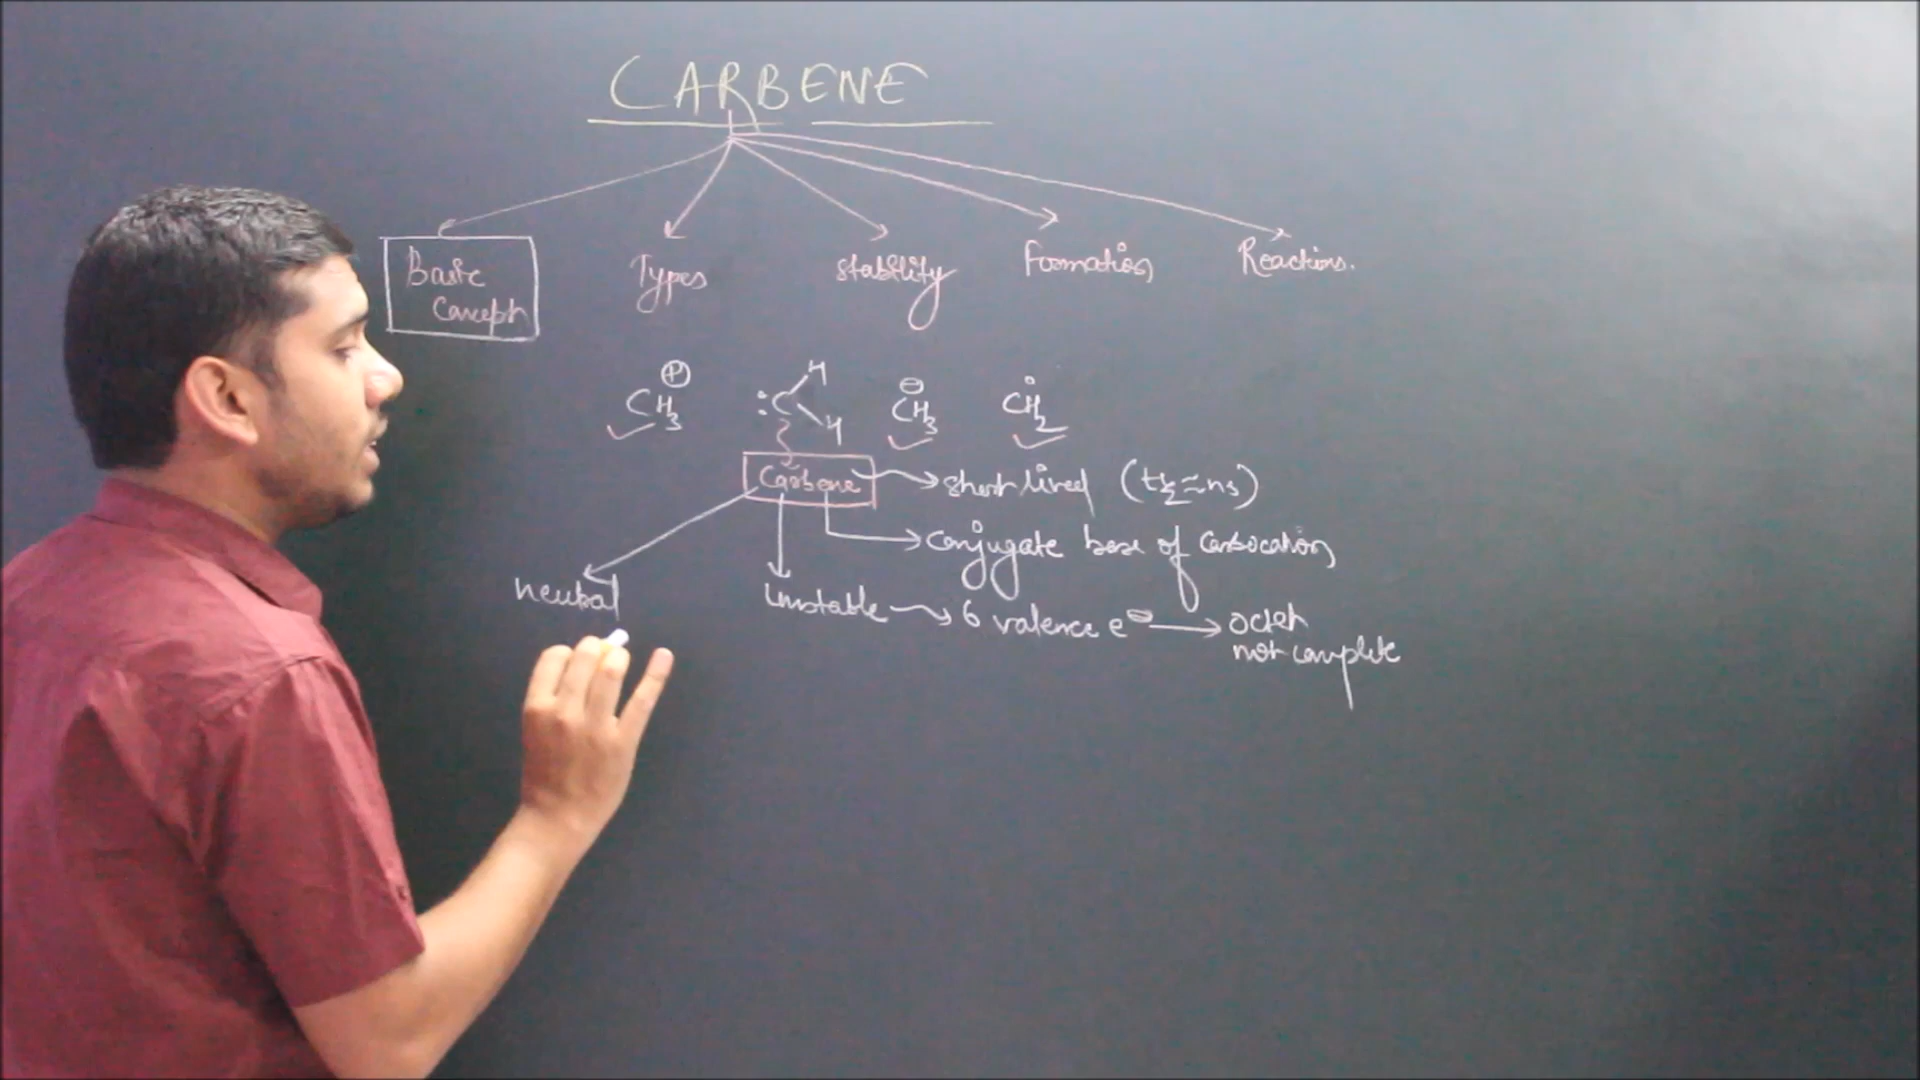 CARBENE
Basic
Concept
Types
stability
Formation
Reactions.
CH₃⊕
:C
H
H
CH₃⊖
CH₂•
Carbene
short lived (t½ ≈ ns)
Conjugate base of Carbocation
neutral
Unstable → 6 valence e⊖ → octet
not complete